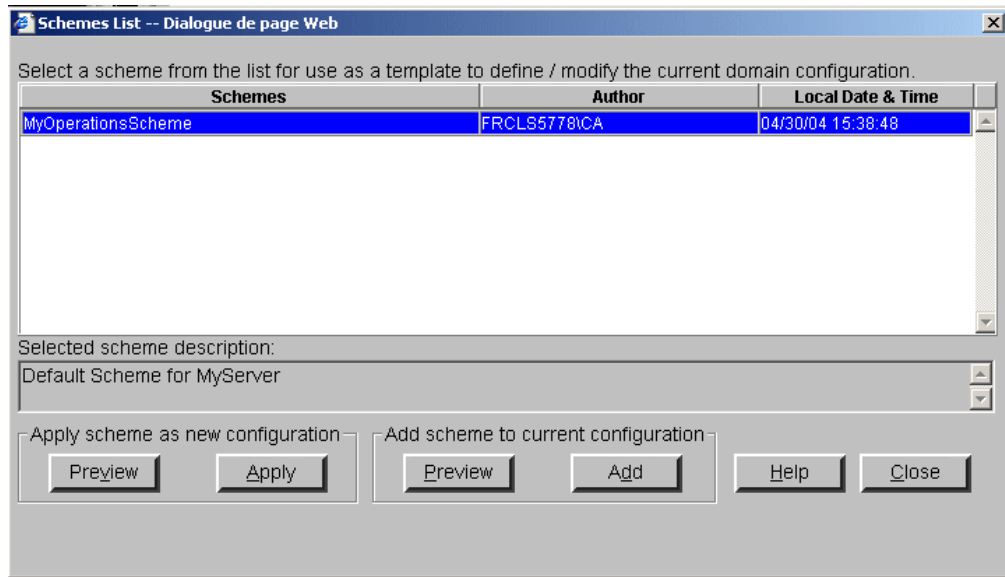 Schemes List -- Dialogue de page Web
Select a scheme from the list for use as a template to define / modify the current domain configuration.
Schemes Author Local Date & Time
MyOperationsScheme FRCLS5778\CA 04/30/04 15:38:48
Selected scheme description:
Default Scheme for MyServer
Apply scheme as new configuration Add scheme to current configuration
Preview Apply Preview Add Help Close